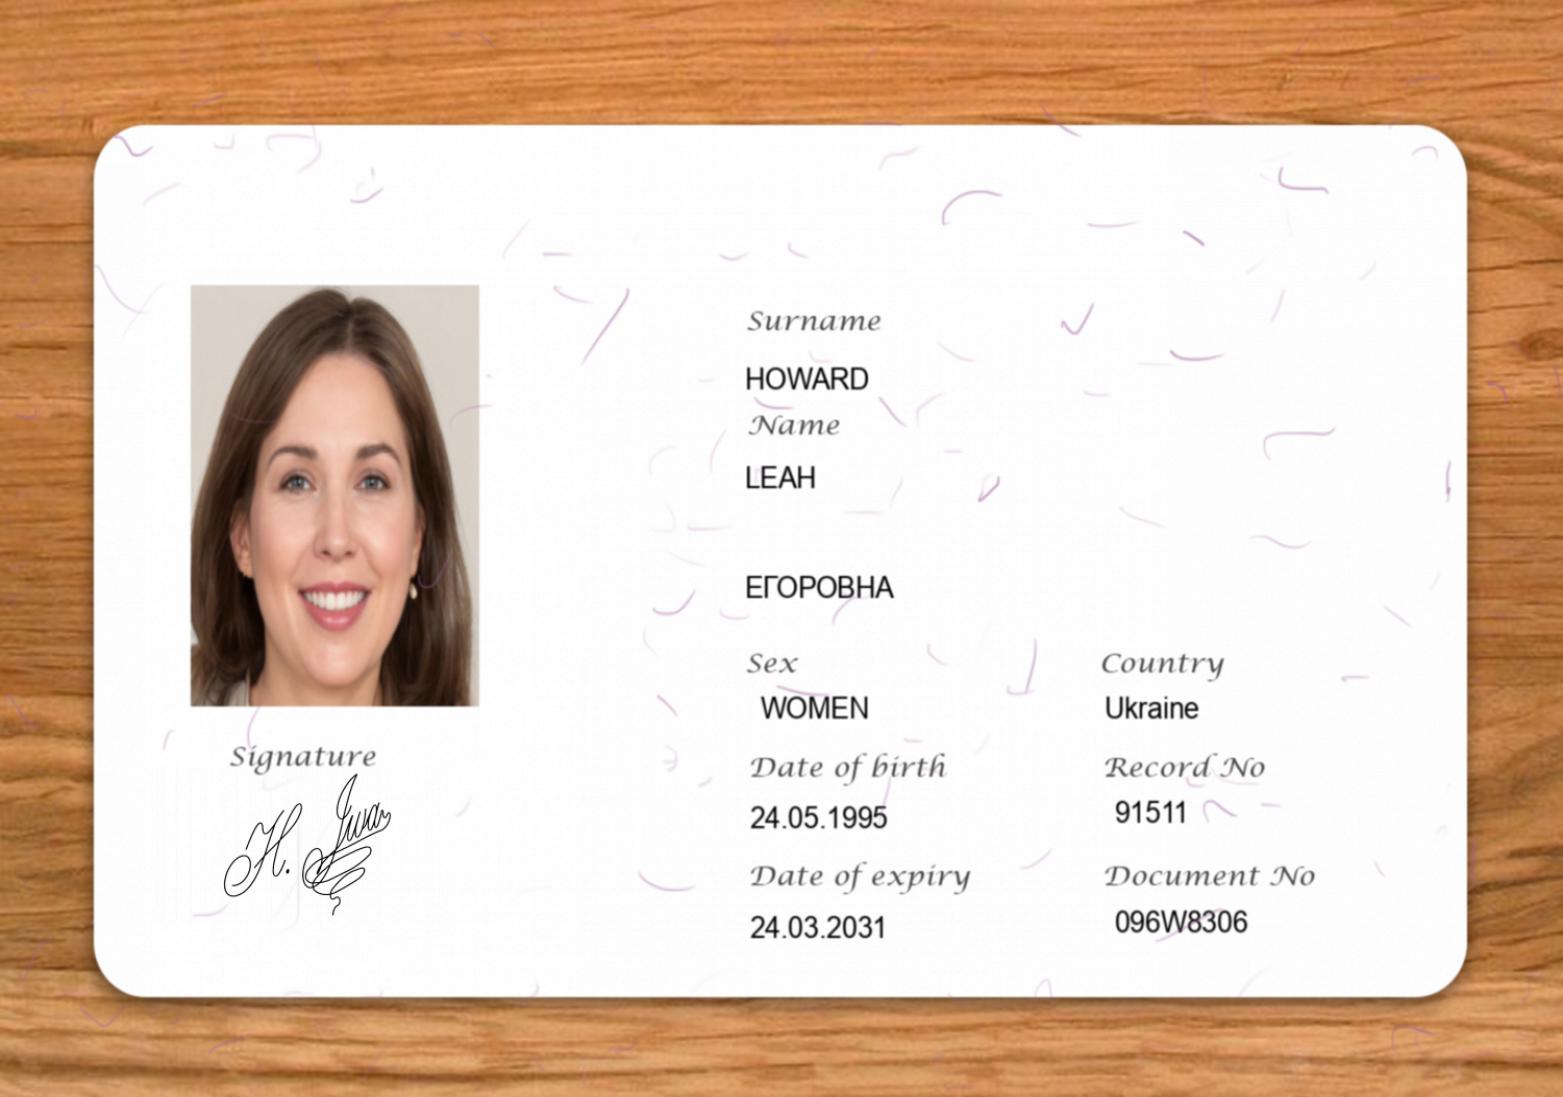 Surname
HOWARD
Name
LEAH
ЕГОРОВНА
Sex
WOMEN
Country
Ukraine
Date of birth
24.05.1995
Record No
91511
Date of expiry
24.03.2031
Document No
096W8306
Signature